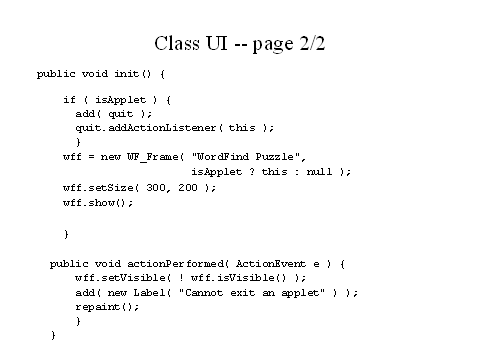 Class UI -- page 2/2
public void init() {
if ( isApplet ) {
add( quit );
quit.addActionListener( this );
}
wff = new WF_Frame( "WordFind Puzzle",
isApplet ? this : null );
wff.setSize( 300, 200 );
wff.show();
}
public void actionPerformed( ActionEvent e ) {
wff.setVisible( ! wff.isVisible() );
add( new Label( "Cannot exit an applet" ) );
repaint();
}
}